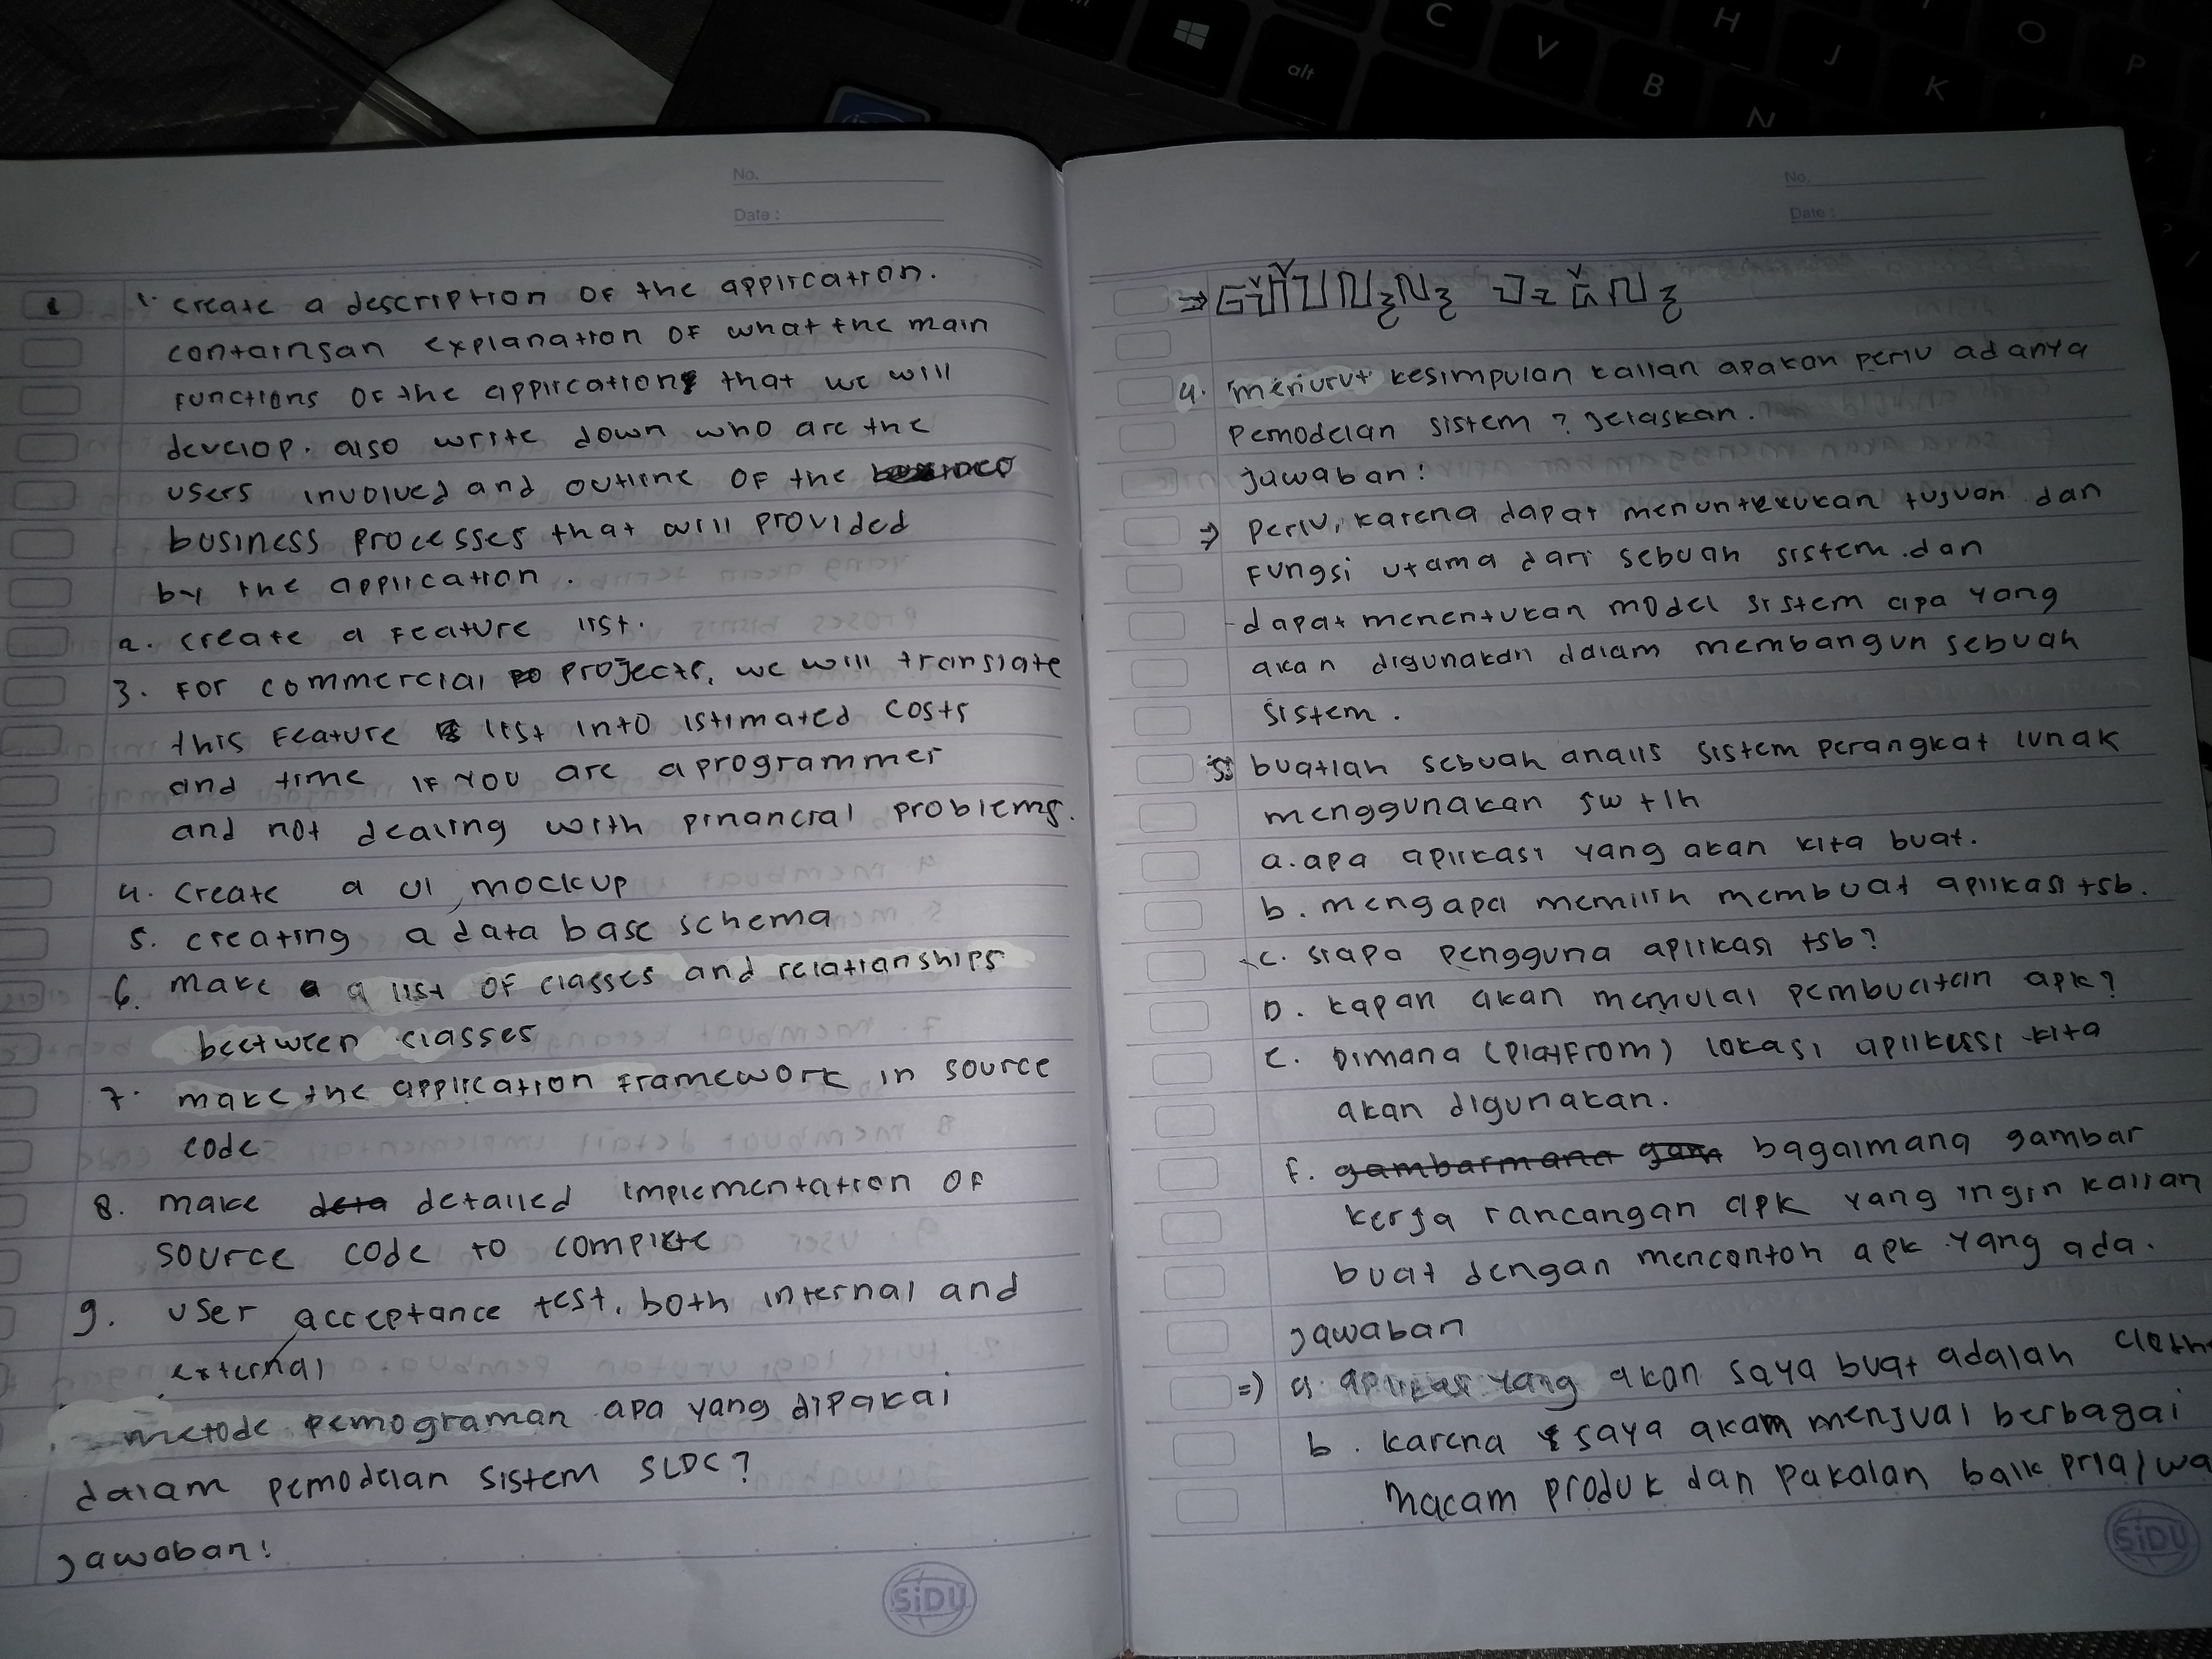 No.
Date :
1. create a description of the application.
containsan explanation of what the main
functions of the application that we will
develop. also write down who are the
users involved and outline of the
business processes that will provided
by the application.
2. create a feature list.
3. For commercial projects, we will translate
this feature list into istimated costs
and time if you are a programmer
and not dealing with pinancial problems.
4. create a UI mockup
5. creating a data base schema
6. make a list of classes and relatianships
beetween classes
7. make the application framework in source
code
8. make detailed implementation of
source code to complete
9. user acceptance test, both internal and
external
metode pemograman apa yang dipakai
dalam pemodelan sistem SLDC?
jawaban!
SiDU
No.
Date :
4. menurut kesimpulan kalian apakah perlu adanya
Pemodelan sistem? Jelaskan.
jawaban!
⇒ Perlu, karena dapat tujuan dan
fungsi utama dari sebuah sistem. dan
dapat menentukan model sistem apa yang
akan digunakan dalam membangun sebuah
sistem.
5. buatlah sebuah analis sistem perangkat lunak
menggunakan 5w + 1h
a. apa aplikasi yang akan kita buat.
b. mengapa memilih membuat aplikasi tsb.
c. siapa pengguna aplikasi tsb?
D. kapan akan memulai pembuatan apk?
e. Dimana (platfrom) lokasi aplikasi kita
akan digunakan.
f. bagaimana gambar
kerja rancangan apk yang ingin kalian
buat dengan mencontoh apk yang ada.
jawaban
=) a. aplikasi yang akan saya buat adalah
b. karena saya akam menjual berbagai
macam produk dan pakaian baik pria/wa
SiDU
alt
C
V
B
H
N
J
K
O
P